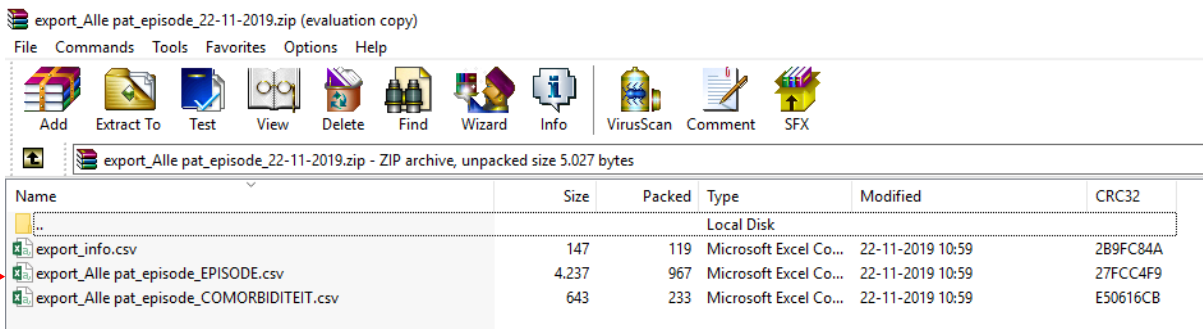 export_Alle pat_episode_22-11-2019.zip (evaluation copy)
File Commands Tools Favorites Options Help
Add Extract To Test View Delete Find Wizard Info VirusScan Comment SFX
export_Alle pat_episode_22-11-2019.zip - ZIP archive, unpacked size 5.027 bytes
Name Size Packed Type Modified CRC32
.. Local Disk
export_info.csv 147 119 Microsoft Excel Co... 22-11-2019 10:59 2B9FC84A
export_Alle pat_episode_EPISODE.csv 4.237 967 Microsoft Excel Co... 22-11-2019 10:59 27FCC4F9
export_Alle pat_episode_COMORBIDITEIT.csv 643 233 Microsoft Excel Co... 22-11-2019 10:59 E50616CB